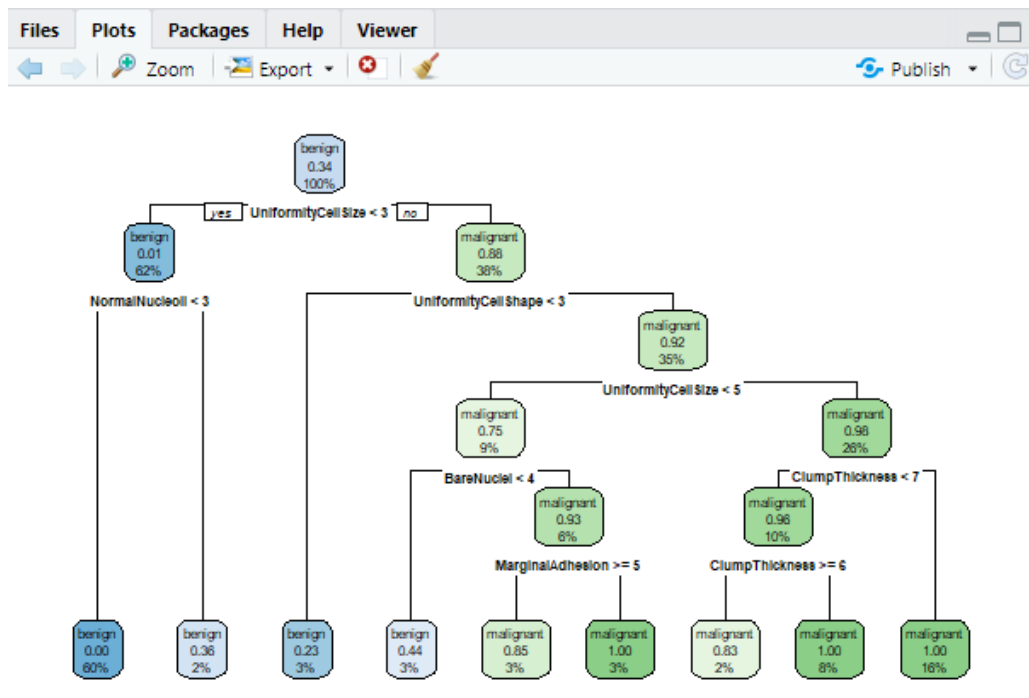 Files Plots Packages Help Viewer
Zoom Export Publish
benign
0.34
100%
yes UniformityCellSize < 3 no
benign
0.01
62%
malignant
0.88
38%
NormalNucleoli < 3
UniformityCellShape < 3
malignant
0.92
35%
UniformityCellSize < 5
malignant
0.75
9%
malignant
0.98
26%
BareNuclei < 4
ClumpThickness < 7
malignant
0.93
6%
malignant
0.96
10%
MarginalAdhesion >= 5
ClumpThickness >= 6
benign
0.00
60%
benign
0.36
2%
benign
0.23
3%
benign
0.44
3%
malignant
0.85
3%
malignant
1.00
3%
malignant
0.83
2%
malignant
1.00
8%
malignant
1.00
16%